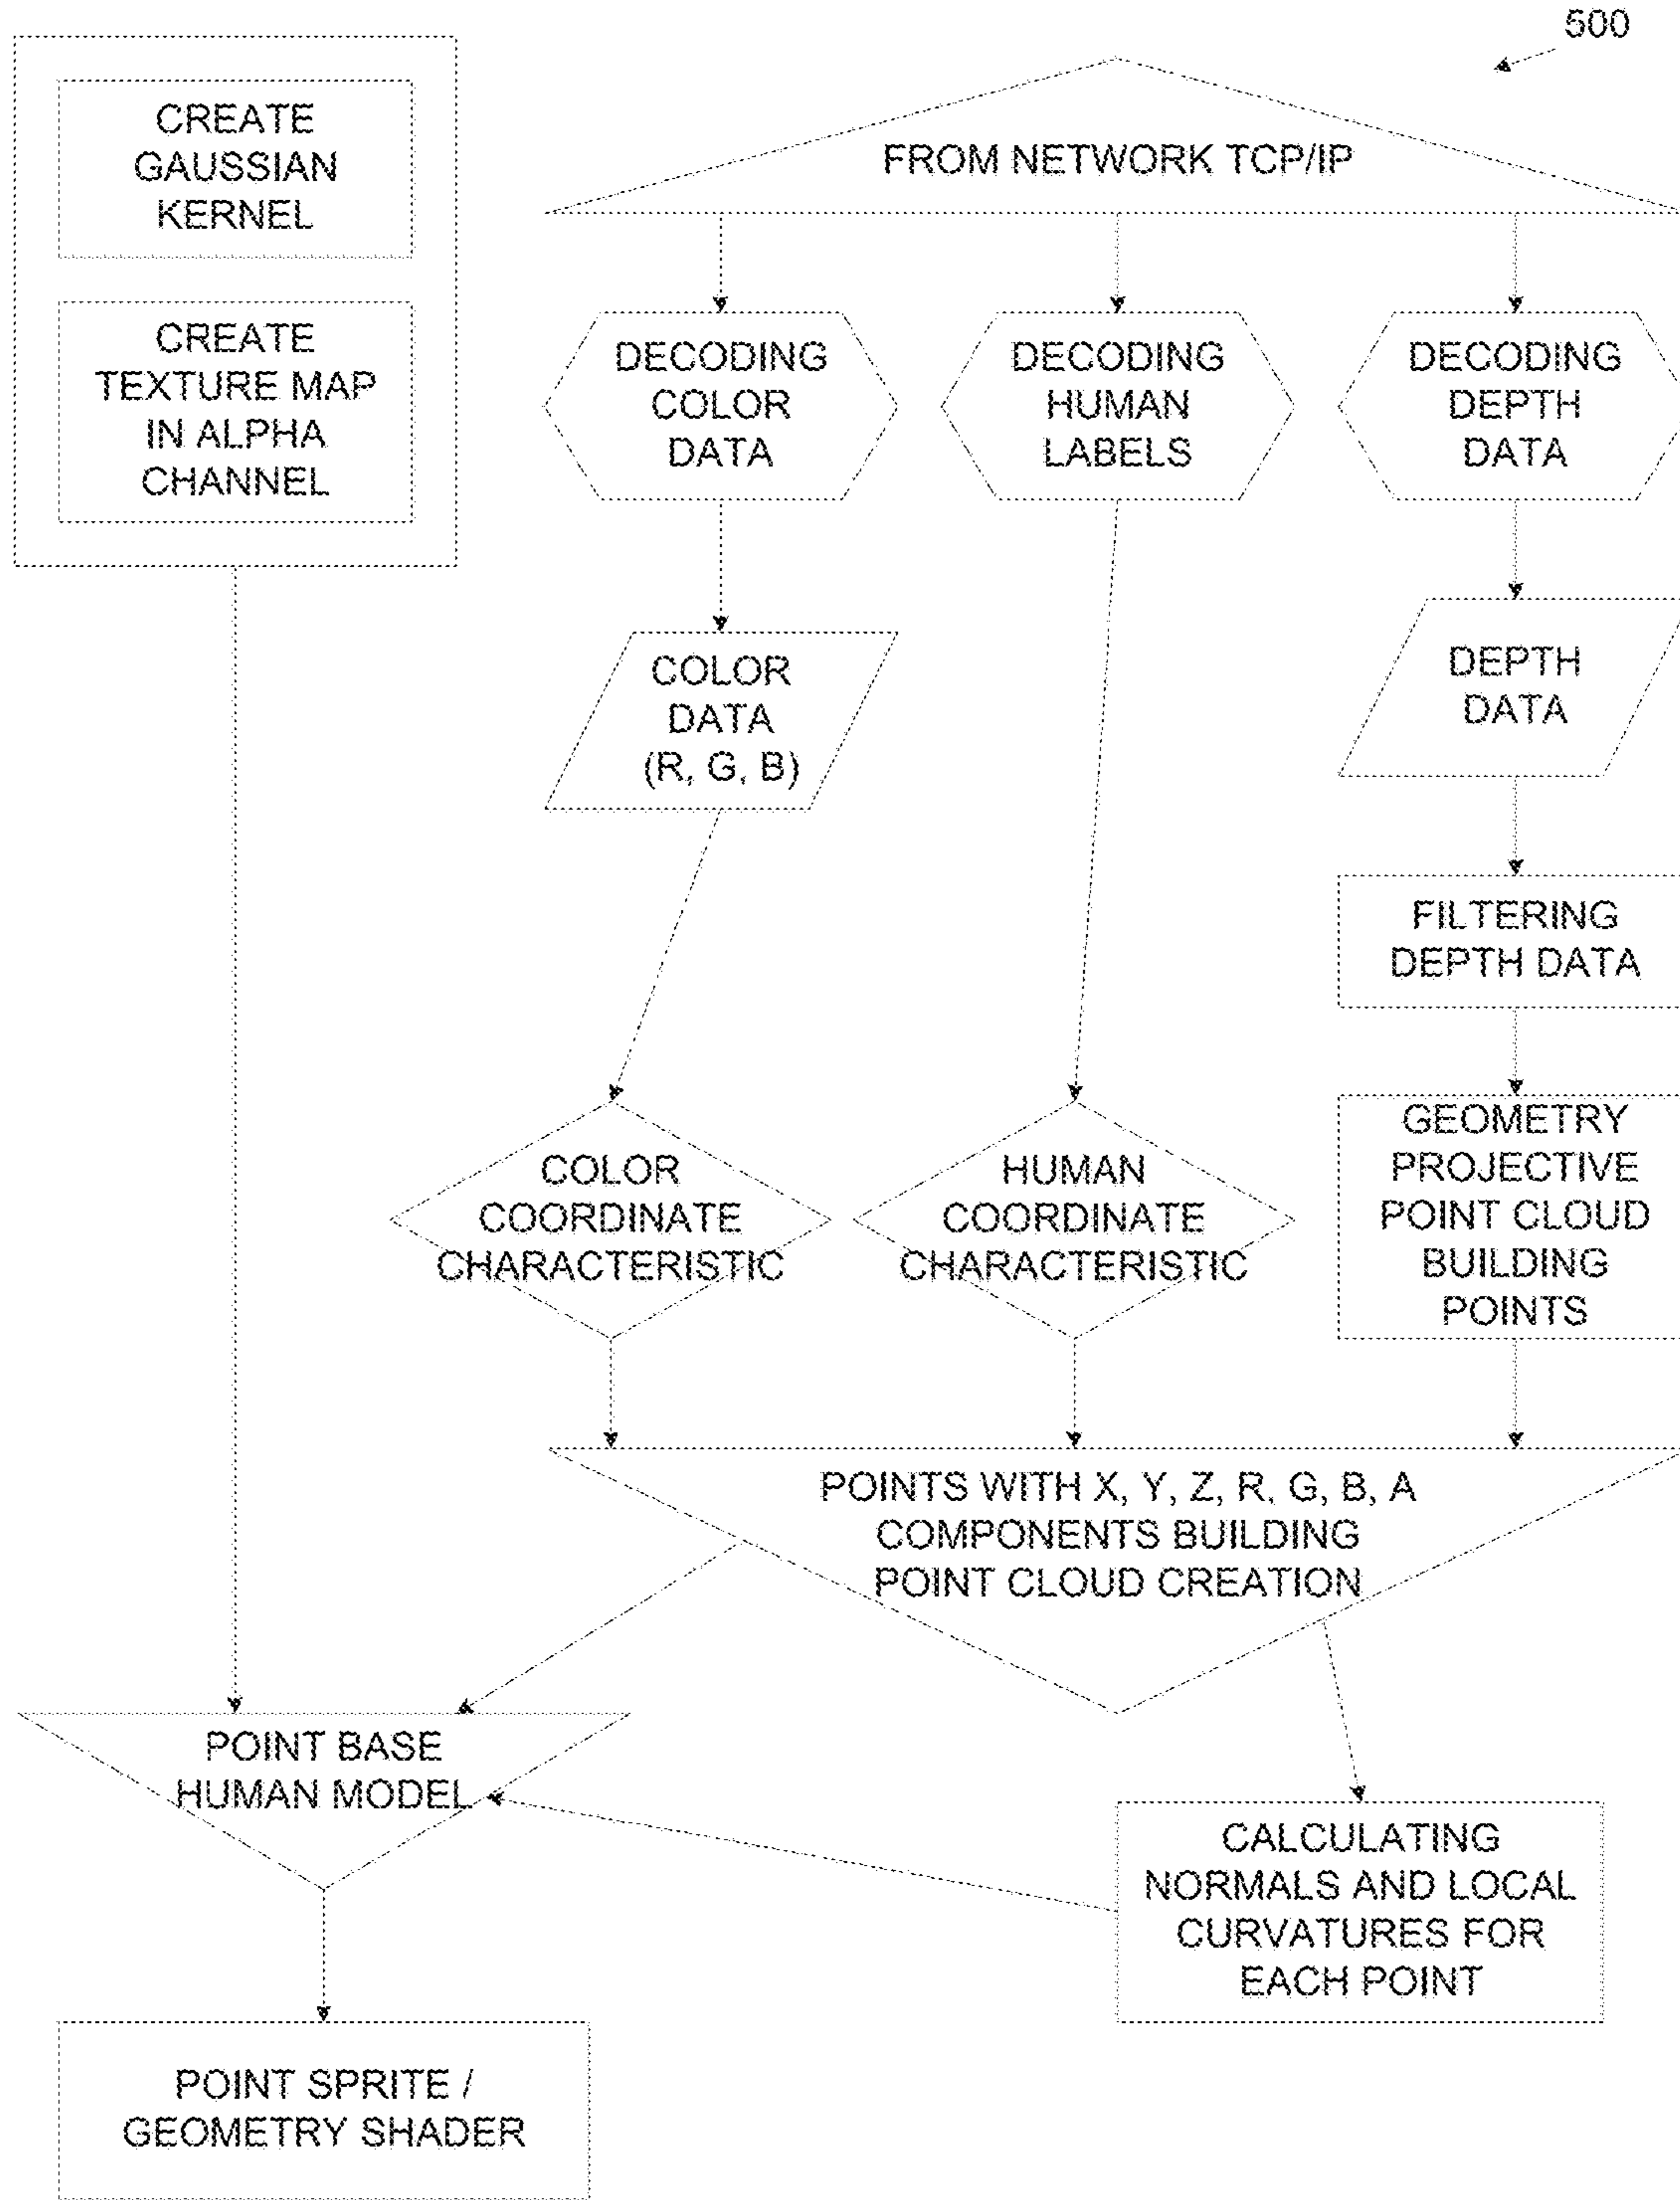 500
CREATE
GAUSSIAN
KERNEL
CREATE
TEXTURE MAP
IN ALPHA
CHANNEL
FROM NETWORK TCP/IP
DECODING
COLOR
DATA
DECODING
HUMAN
LABELS
DECODING
DEPTH
DATA
COLOR
DATA
(R, G, B)
DEPTH
DATA
FILTERING
DEPTH DATA
COLOR
COORDINATE
CHARACTERISTIC
HUMAN
COORDINATE
CHARACTERISTIC
GEOMETRY
PROJECTIVE
POINT CLOUD
BUILDING
POINTS
POINTS WITH X, Y, Z, R, G, B, A
COMPONENTS BUILDING
POINT CLOUD CREATION
POINT BASE
HUMAN MODEL
CALCULATING
NORMALS AND LOCAL
CURVATURES FOR
EACH POINT
POINT SPRITE /
GEOMETRY SHADER